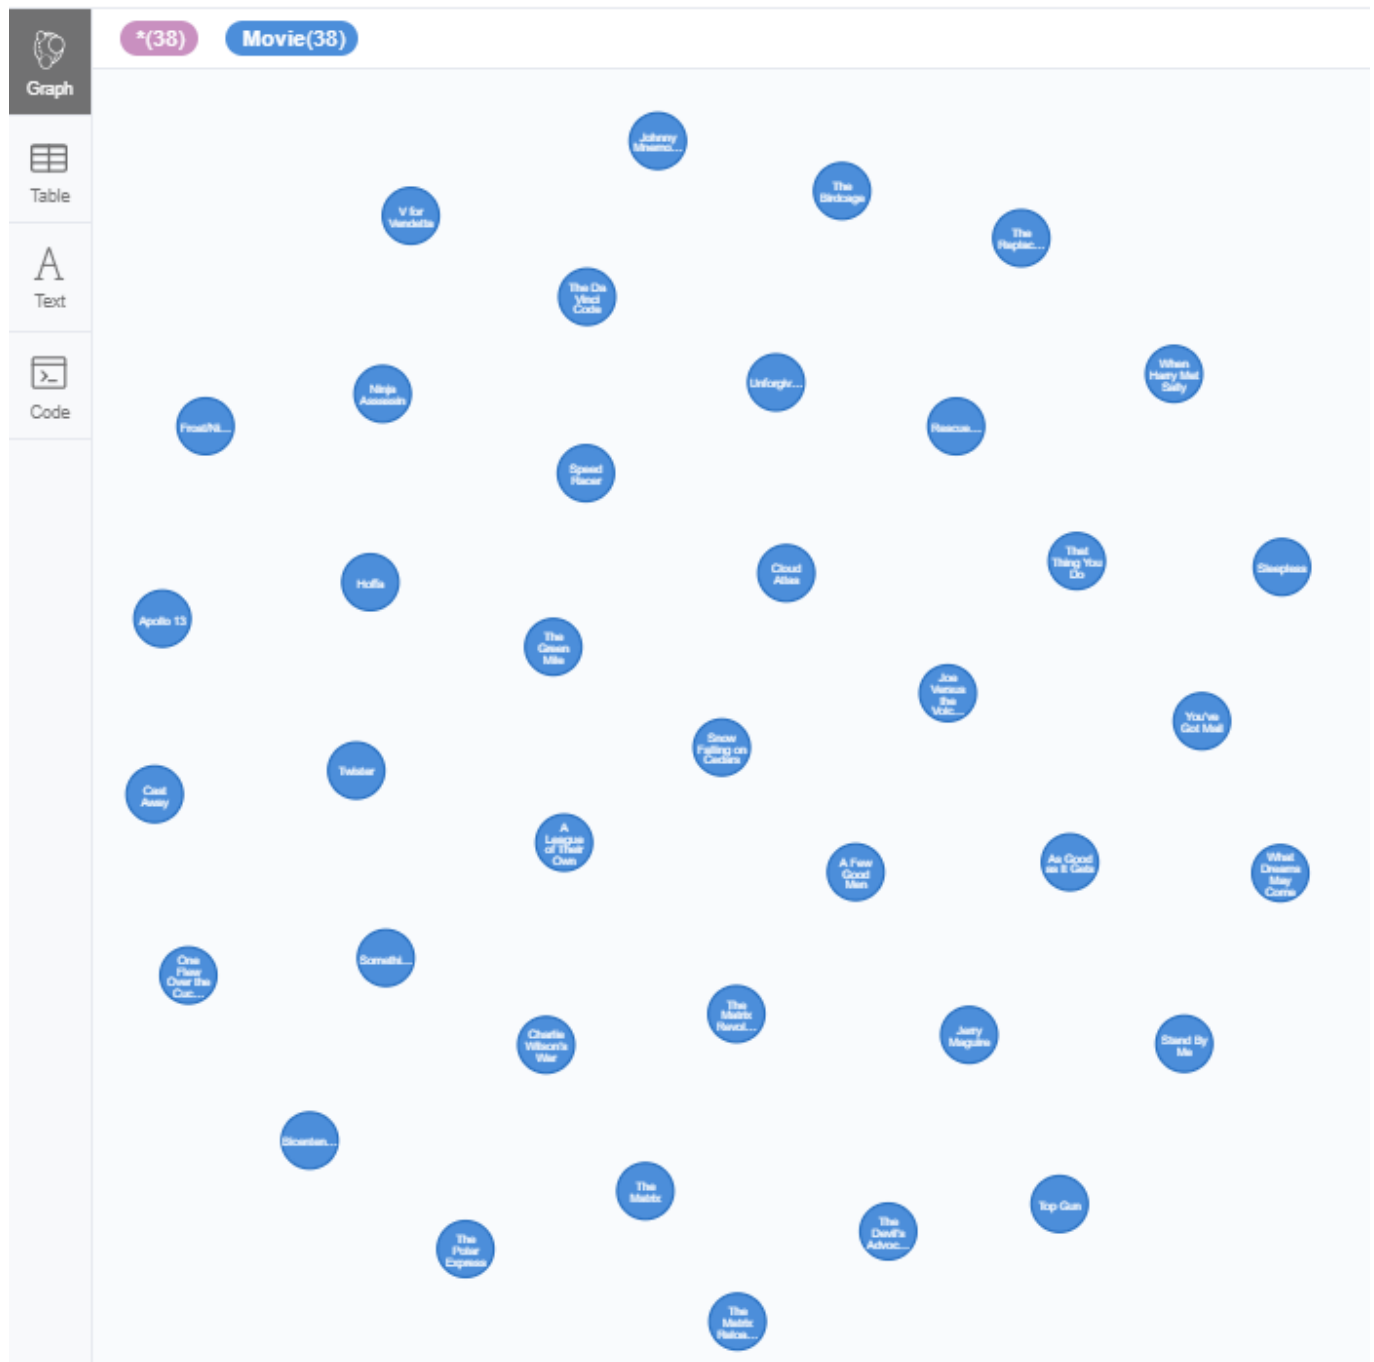 *(38) Movie(38)
Graph
Table
Text
Code
Johnny
Mnemo...
The
Birdcage
V for
Vendetta
The
Replac...
The Da
Vinci
Code
When
Harry Met
Sally
Unforgiv...
Ninja
Assassin
Frost/Ni...
Rescue...
Speed
Racer
That
Thing You
Do
Sleepless
Cloud
Atlas
Hoffa
Apollo 13
The
Green
Mile
Joe
Versus
the
Volc...
You've
Got Mail
Snow
Falling on
Cedars
Twister
Cast
Away
A
League
of Their
Own
As Good
as It Gets
A Few
Good
Men
What
Dreams
May
Come
Somethi...
One
Flew
Over the
Cuc...
The
Matrix
Revol...
Jerry
Maguire
Charlie
Wilson's
War
Stand By
Me
Bicenten...
The
Matrix
Top Gun
The
Devil's
Advoc...
The
Polar
Express
The
Matrix
Reloa...